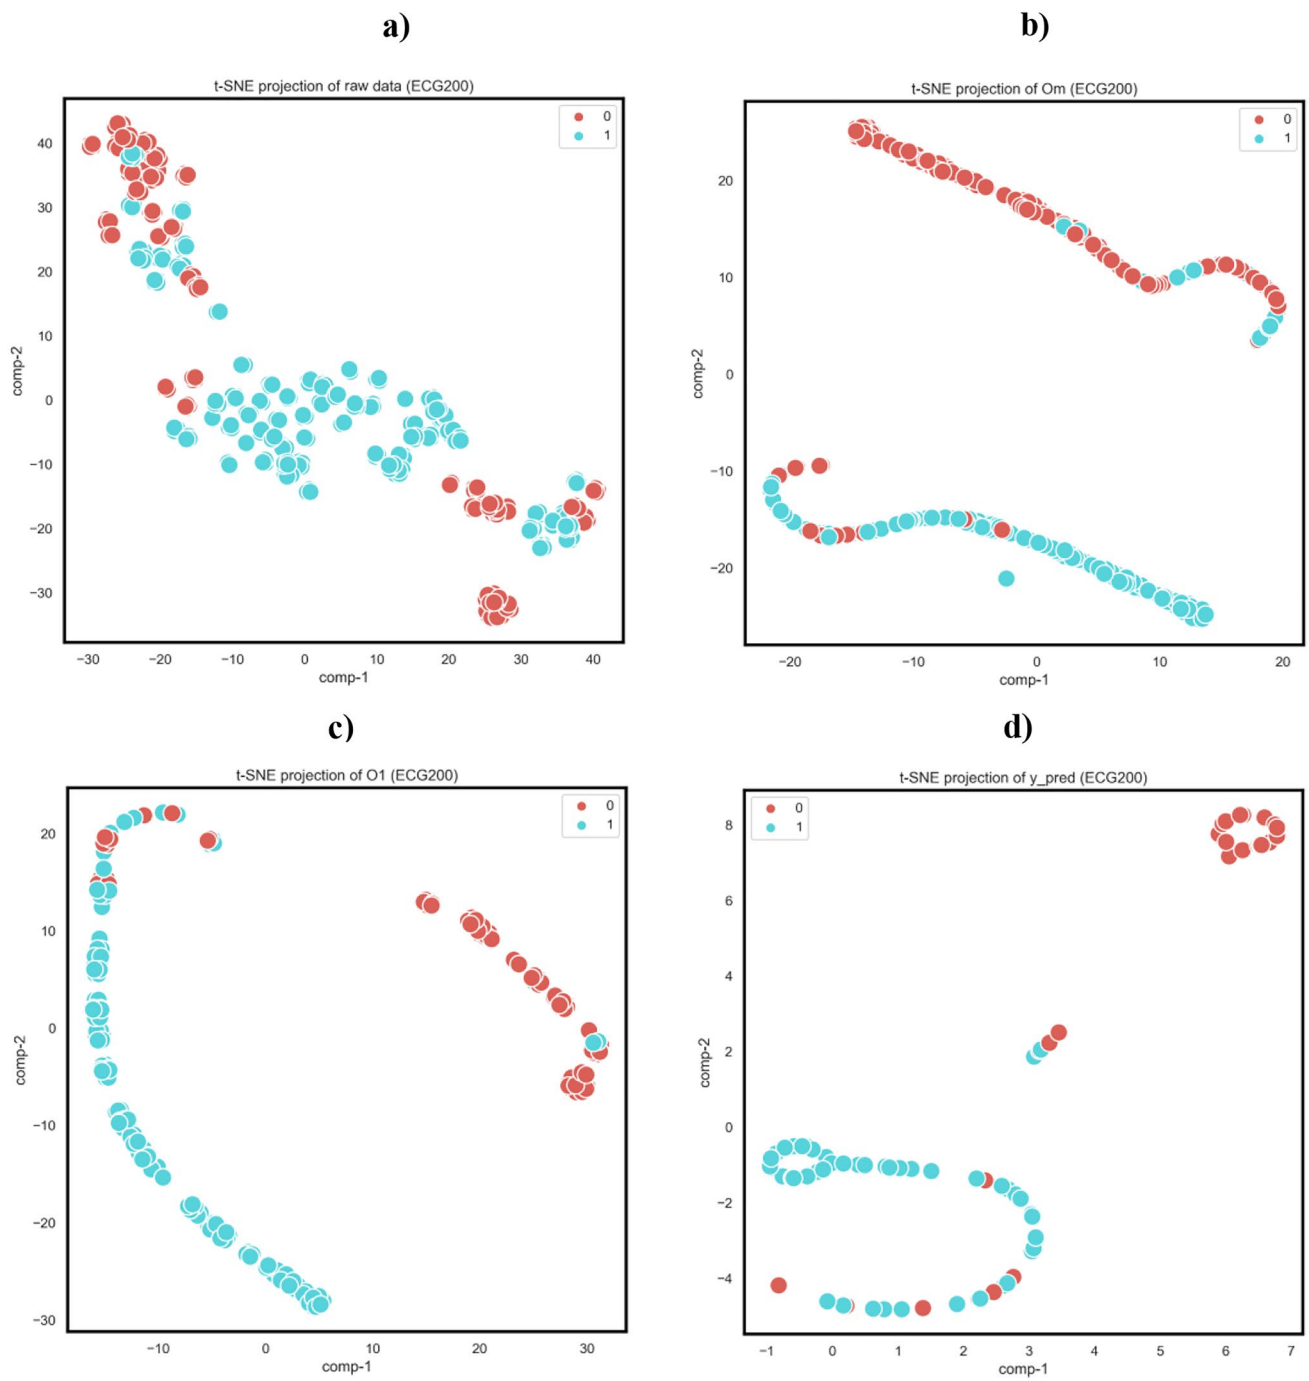 a)
t-SNE projection of raw data (ECG200)
0
1
40
30
20
10
0
−10
−20
−30
comp-2
−30 −20 −10 0 10 20 30 40
comp-1
b)
t-SNE projection of Om (ECG200)
0
1
20
10
0
−10
−20
comp-2
−20 −10 0 10 20
comp-1
c)
t-SNE projection of O1 (ECG200)
0
1
20
10
0
−10
−20
−30
comp-2
−10 0 10 20 30
comp-1
d)
t-SNE projection of y_pred (ECG200)
0
1
8
6
4
2
0
−2
−4
comp-2
−1 0 1 2 3 4 5 6 7
comp-1